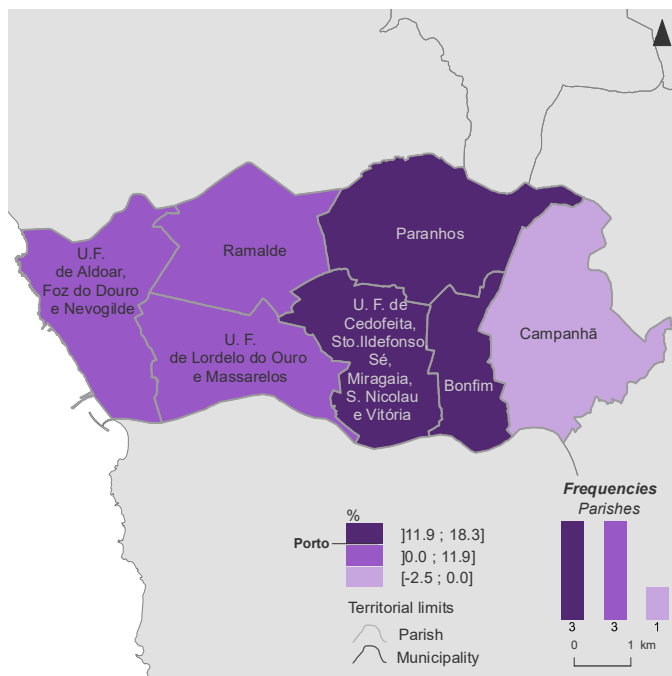 Paranhos
Ramalde
U.F.
de Aldoar,
Foz do Douro
e Nevogilde
U. F.
de Lordelo do Ouro
e Massarelos
U. F. de
Cedofeita,
Sto.Ildefonso
Sé,
Miragaia,
S. Nicolau
e Vitória
Bonfim
Campanhã
%
Porto
]11.9 ; 18.3]
]0.0 ; 11.9]
[-2.5 ; 0.0]
Territorial limits
Parish
Municipality
Frequencies
Parishes
3 3 1
0 1 km